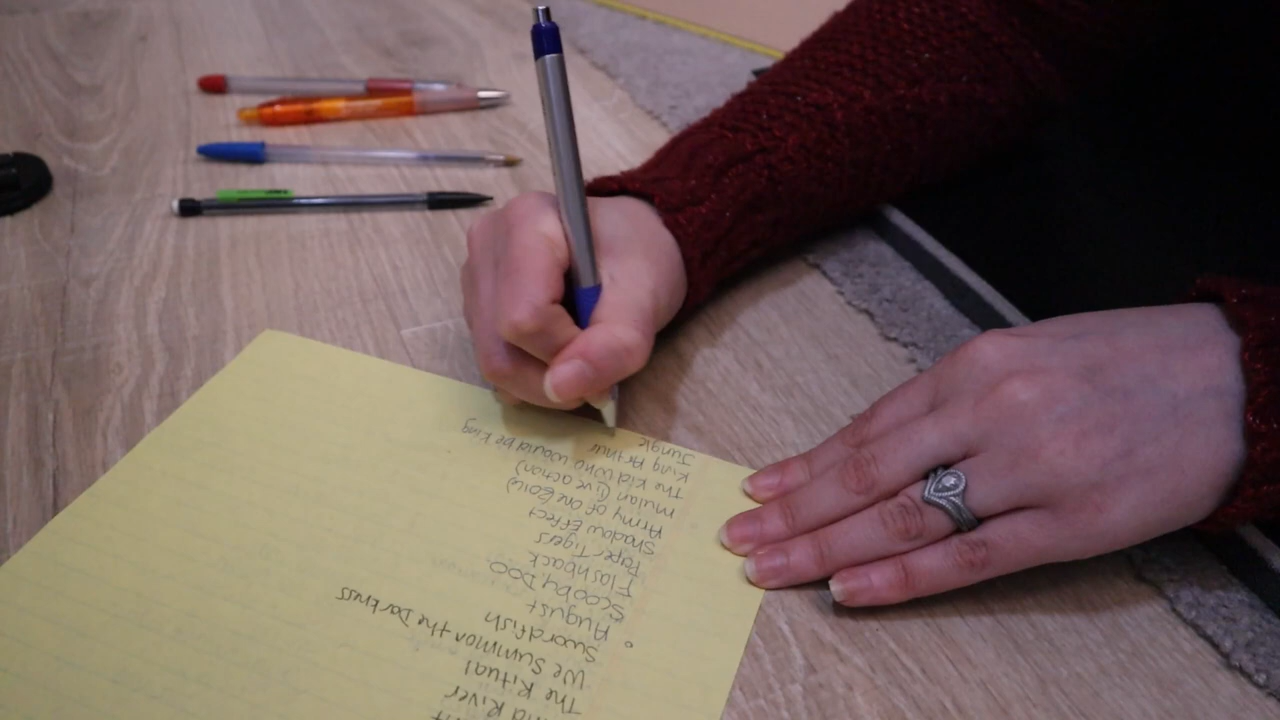 River
The Ritual
We Summon the Darkness
Swordfish
August
Scooby Doo
Flashback
Paper Tigers
Shadow Effect
Army of One
Mulan (live action)
The Kid Who Would be King
King Arthur
Jungle